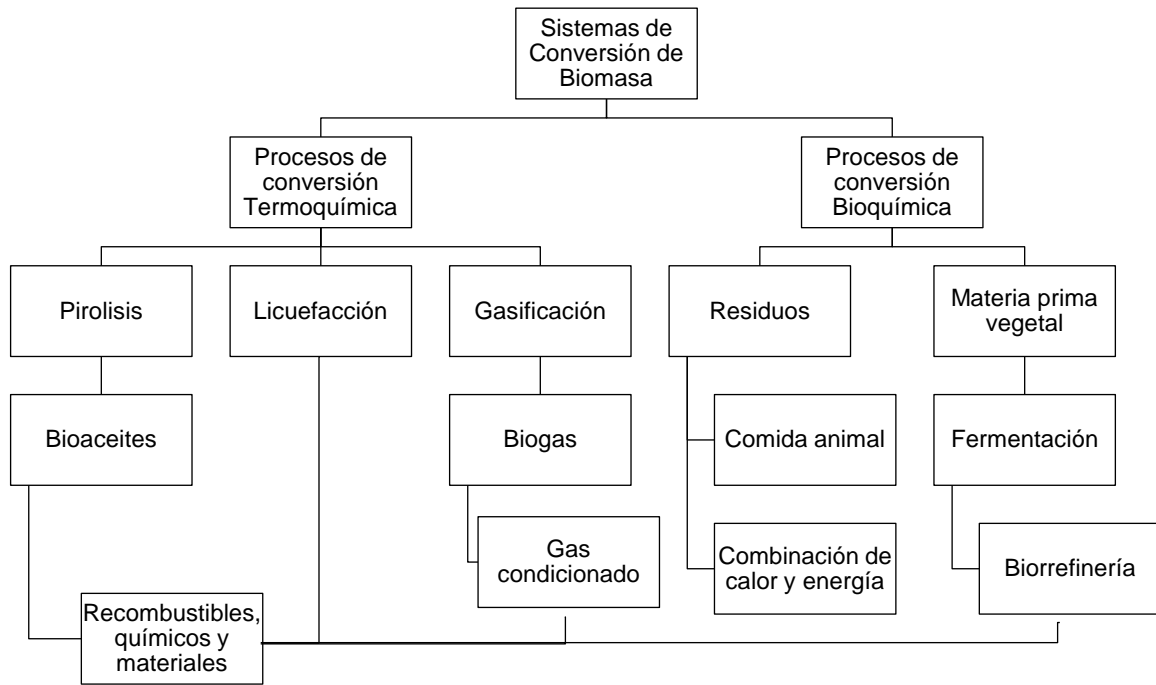 Sistemas de
Conversión de
Biomasa
Procesos de
conversión
Termoquímica
Procesos de
conversión
Bioquímica
Pirolisis
Licuefacción
Gasificación
Residuos
Materia prima
vegetal
Bioaceites
Biogas
Comida animal
Fermentación
Gas
condicionado
Combinación de
calor y energía
Biorrefinería
Recombustibles,
químicos y
materiales